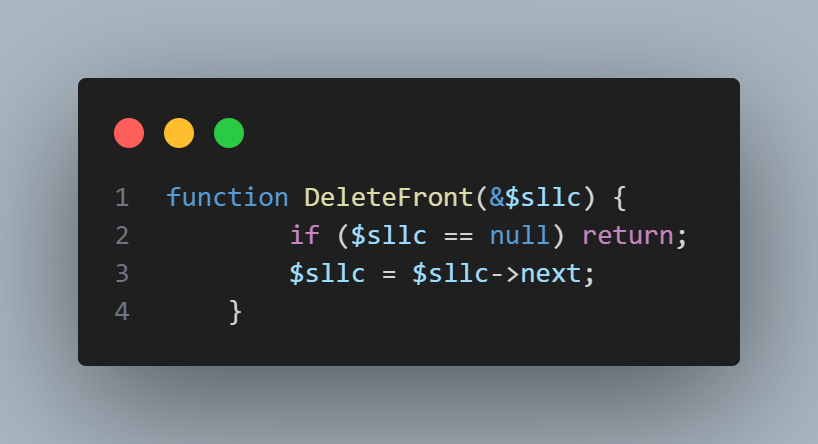 1 function DeleteFront(&$sllc) {
2         if ($sllc == null) return;
3         $sllc = $sllc->next;
4     }